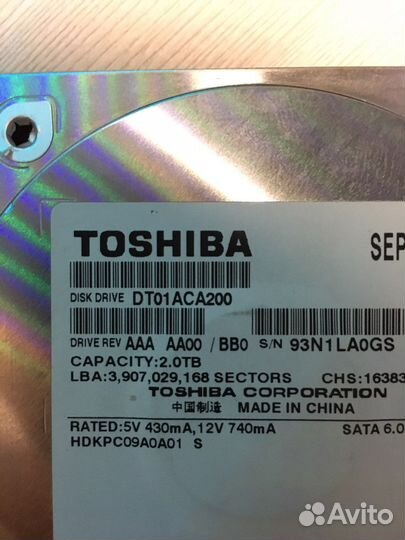 TOSHIBA SEP
DISK DRIVE DT01ACA200
DRIVE REV AAA AA00 / BB0 S/N 93N1LA0GS
CAPACITY:2.0TB
LBA:3,907,029,168 SECTORS CHS:16383
TOSHIBA CORPORATION
中国制造 MADE IN CHINA
RATED:5V 430mA,12V 740mA SATA 6.0
HDKPC09A0A01 S
Avito